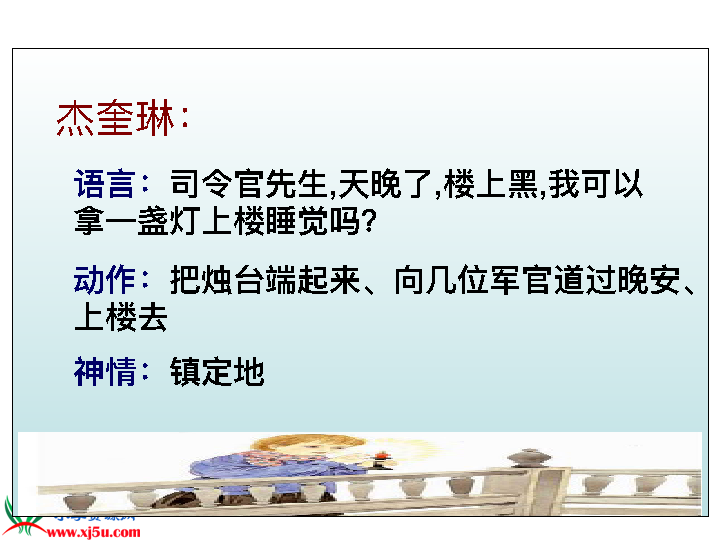 杰奎琳：
语言：司令官先生,天晚了,楼上黑,我可以
拿一盏灯上楼睡觉吗?
动作：把烛台端起来、向几位军官道过晚安、
上楼去
神情：镇定地
www.xj5u.com